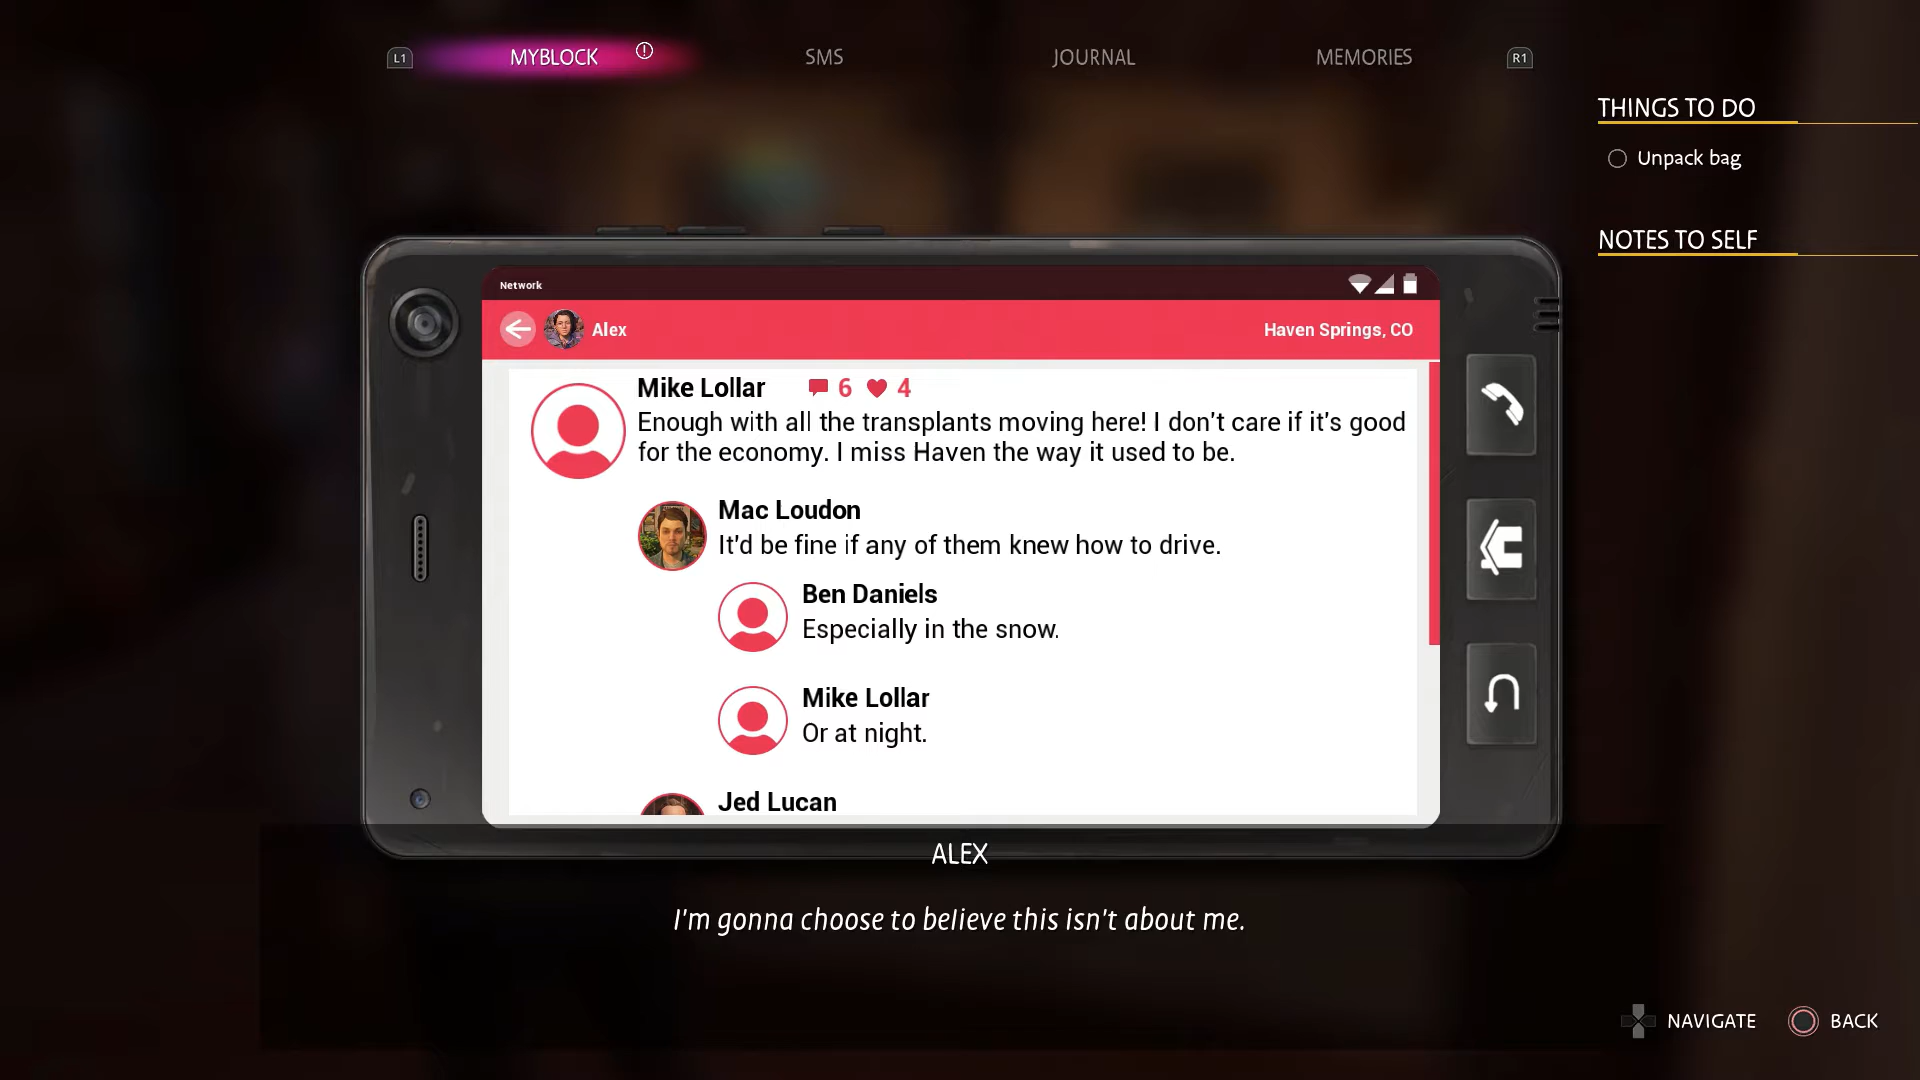 L1
MYBLOCK
SMS
JOURNAL
MEMORIES
R1
THINGS TO DO
Unpack bag
NOTES TO SELF
Network
Alex
Haven Springs, CO
Mike Lollar 6 4
Enough with all the transplants moving here! I don't care if it's good
for the economy. I miss Haven the way it used to be.
Mac Loudon
It'd be fine if any of them knew how to drive.
Ben Daniels
Especially in the snow.
Mike Lollar
Or at night.
Jed Lucan
ALEX
I'm gonna choose to believe this isn't about me.
NAVIGATE
BACK